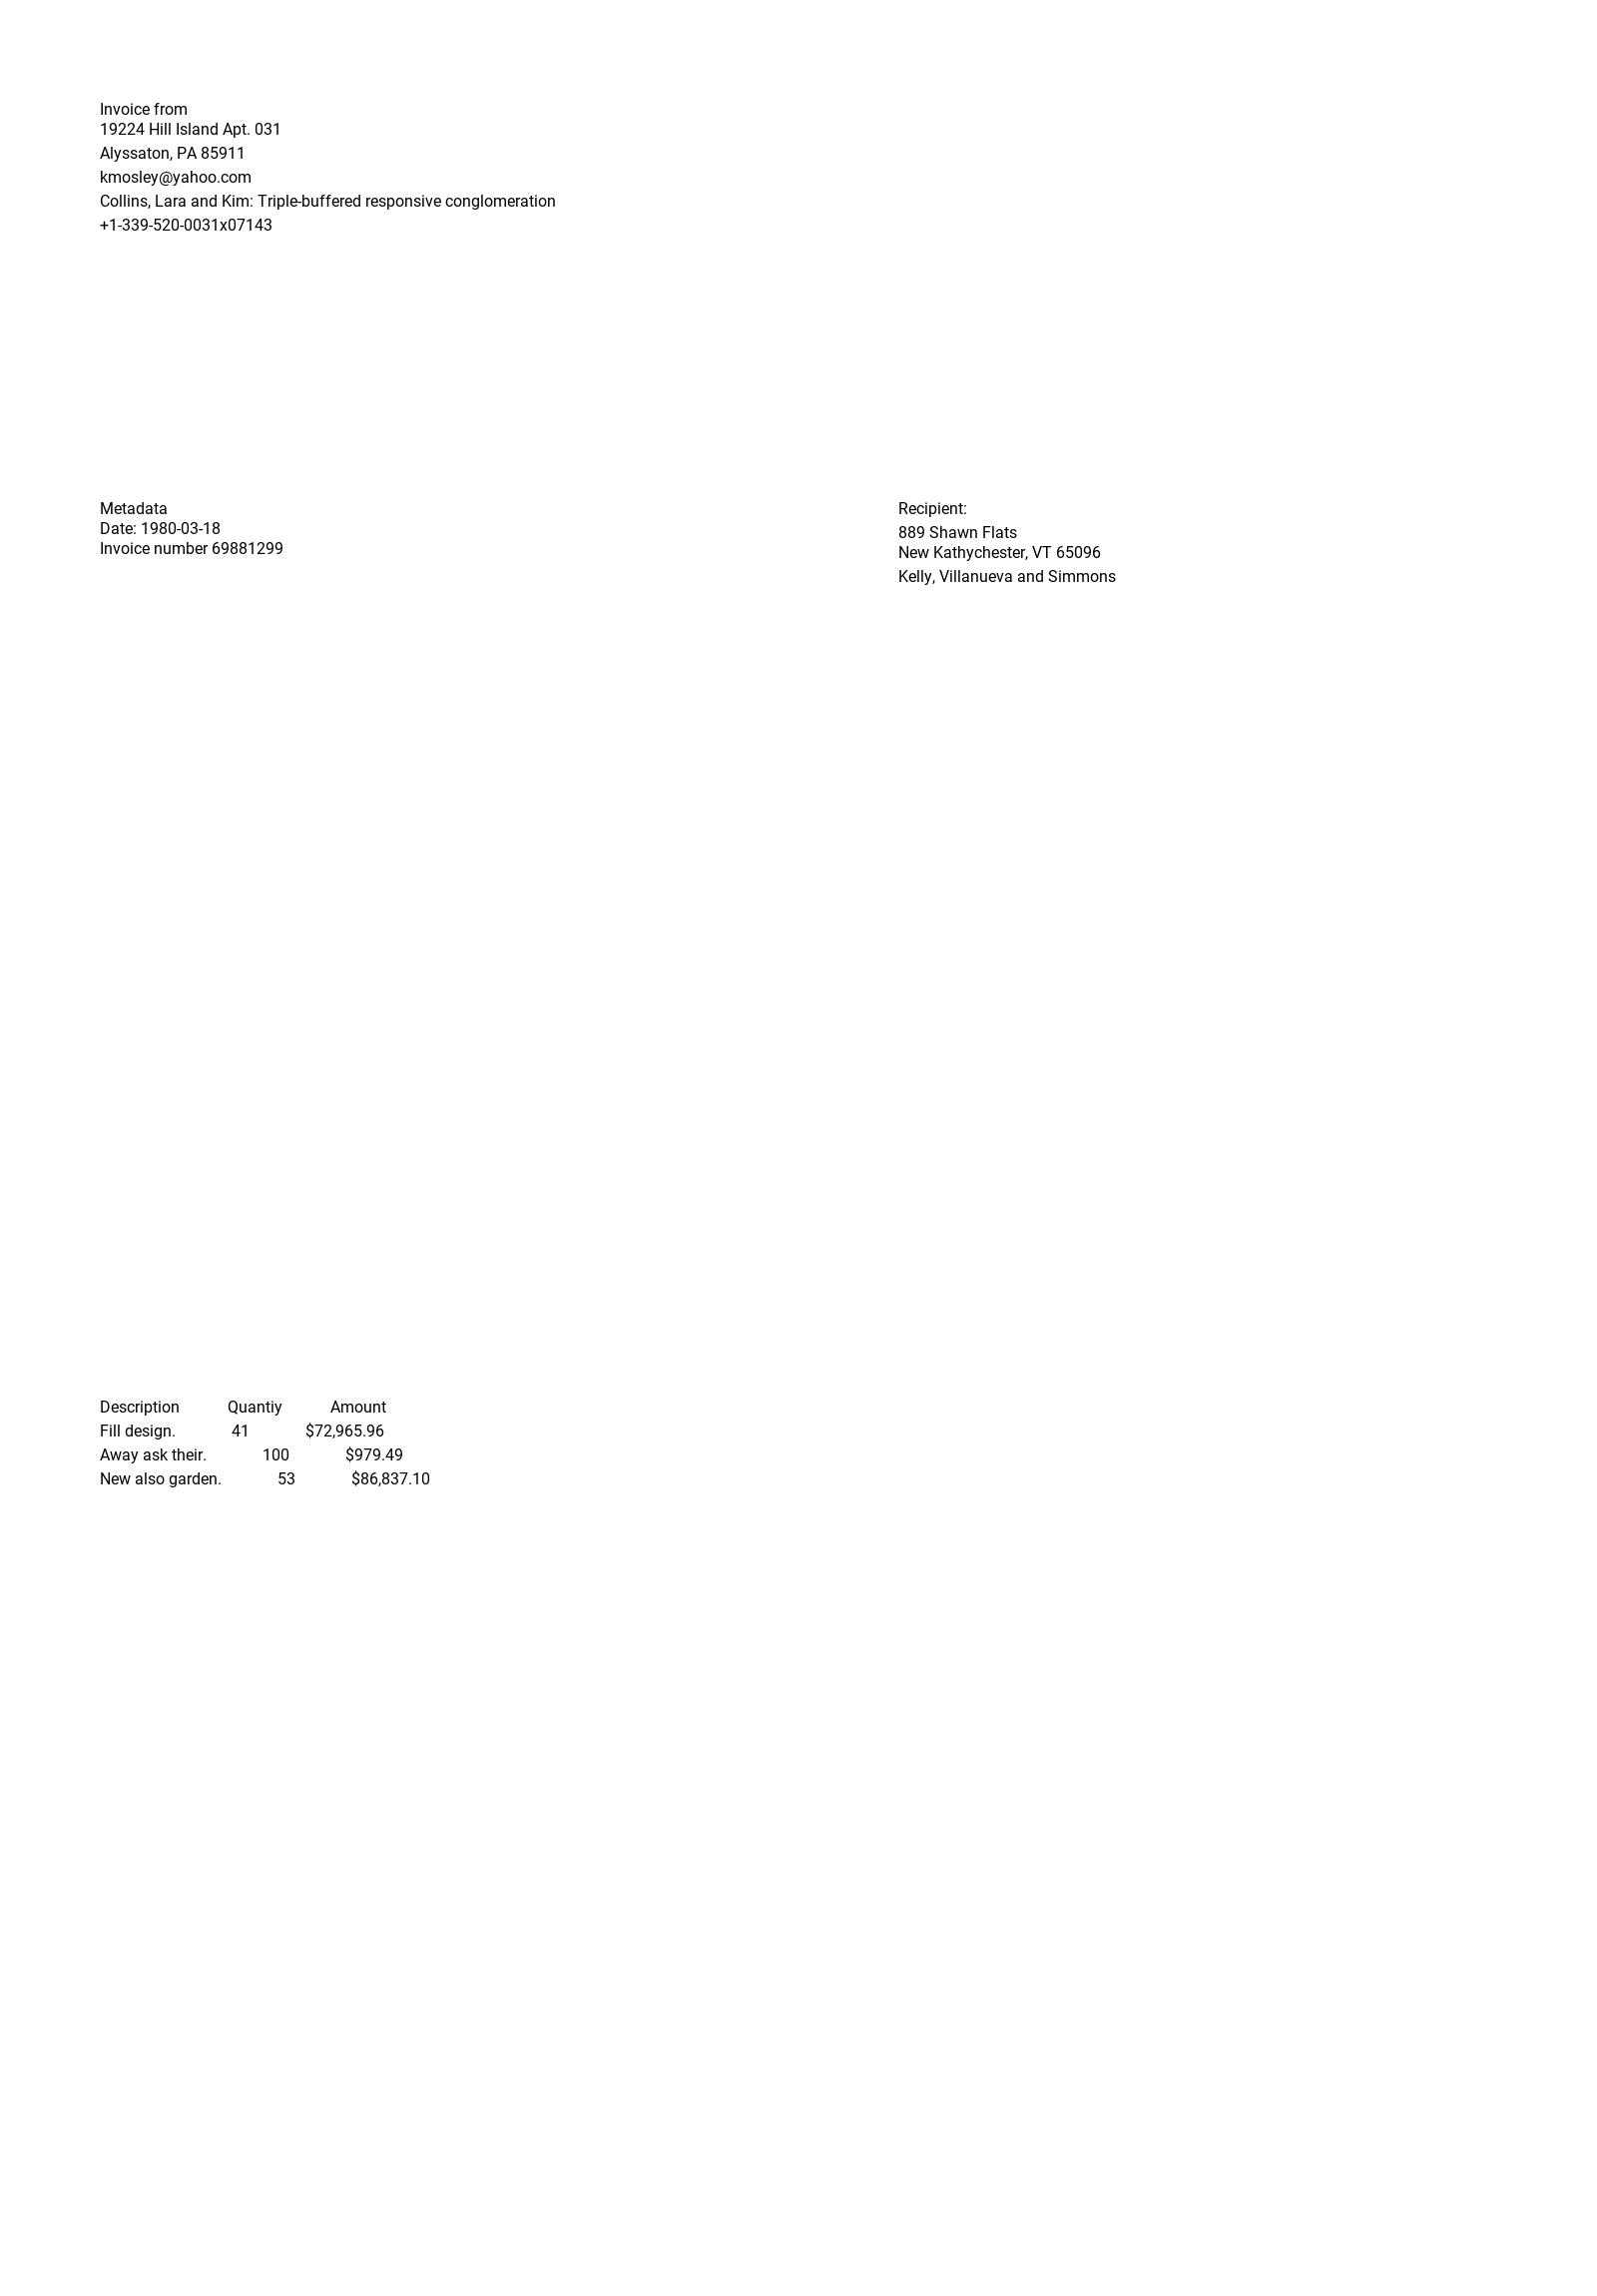 Invoice from
19224 Hill Island Apt. 031
Alyssaton, PA 85911
kmosley@yahoo.com
Collins, Lara and Kim: Triple-buffered responsive conglomeration
+1-339-520-0031x07143
Metadata
Date: 1980-03-18
Invoice number 69881299
Recipient:
889 Shawn Flats
New Kathychester, VT 65096
Kelly, Villanueva and Simmons
Description Quantiy Amount
Fill design. 41 $72,965.96
Away ask their. 100 $979.49
New also garden. 53 $86,837.10